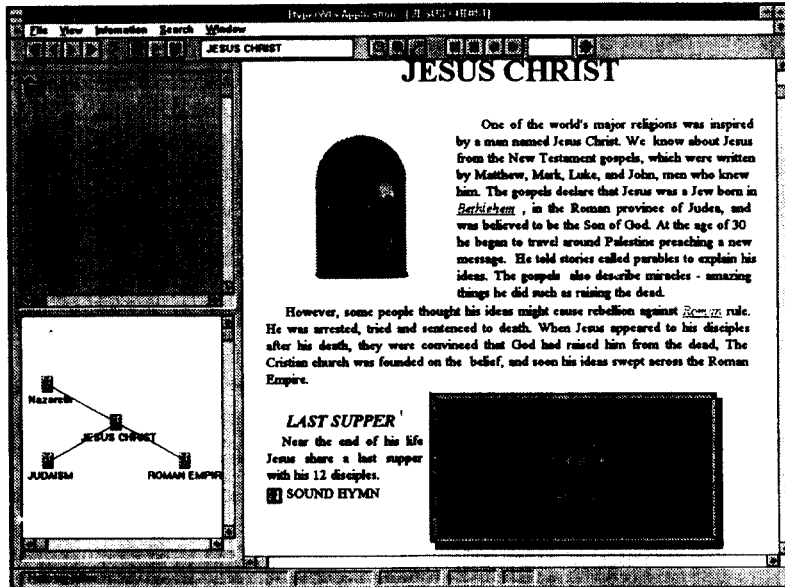 Application - [JESUS CHRIST]
File View Infomation Search Window
JESUS CHRIST
JESUS CHRIST
One of the world's major religions was inspired
by a man named Jesus Christ. We know about Jesus
from the New Testament gospels, which were written
by Matthew, Mark, Luke, and John, men who knew
him. The gospels declare that Jesus was a Jew born in
Bethlehem , in the Roman province of Judea, and
was believed to be the Son of God. At the age of 30
he began to travel around Palestine preaching a new
message. He told stories called parables to explain his
ideas. The gospels also describe miracles - amazing
things he did such as raising the dead.
However, some people thought his ideas might cause rebellion against Roman rule.
He was arrested, tried and sentenced to death. When Jesus appeared to his disciples
after his death, they were convinced that God had raised him from the dead, The
Cristian church was founded on the belief, and soon his ideas swept across the Roman
Empire.
LAST SUPPER
Near the end of his life
Jesus share a last supper
with his 12 disciples.
SOUND HYMN
Nazareth
JESUS CHRIST
JUDAISM
ROMAN EMPIR